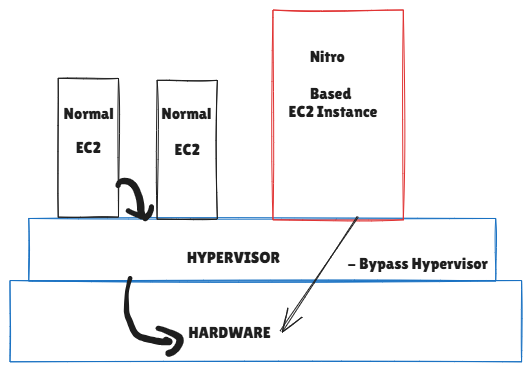 Nitro
Based
EC2 Instance
Normal
EC2
Normal
EC2
HYPERVISOR
- Bypass Hypervisor
HARDWARE